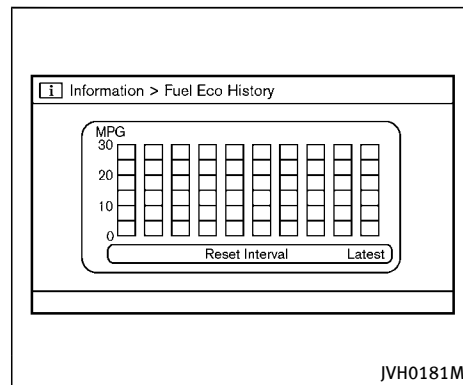 i Information > Fuel Eco History
MPG
30
20
10
0
Reset Interval Latest
JVH0181M